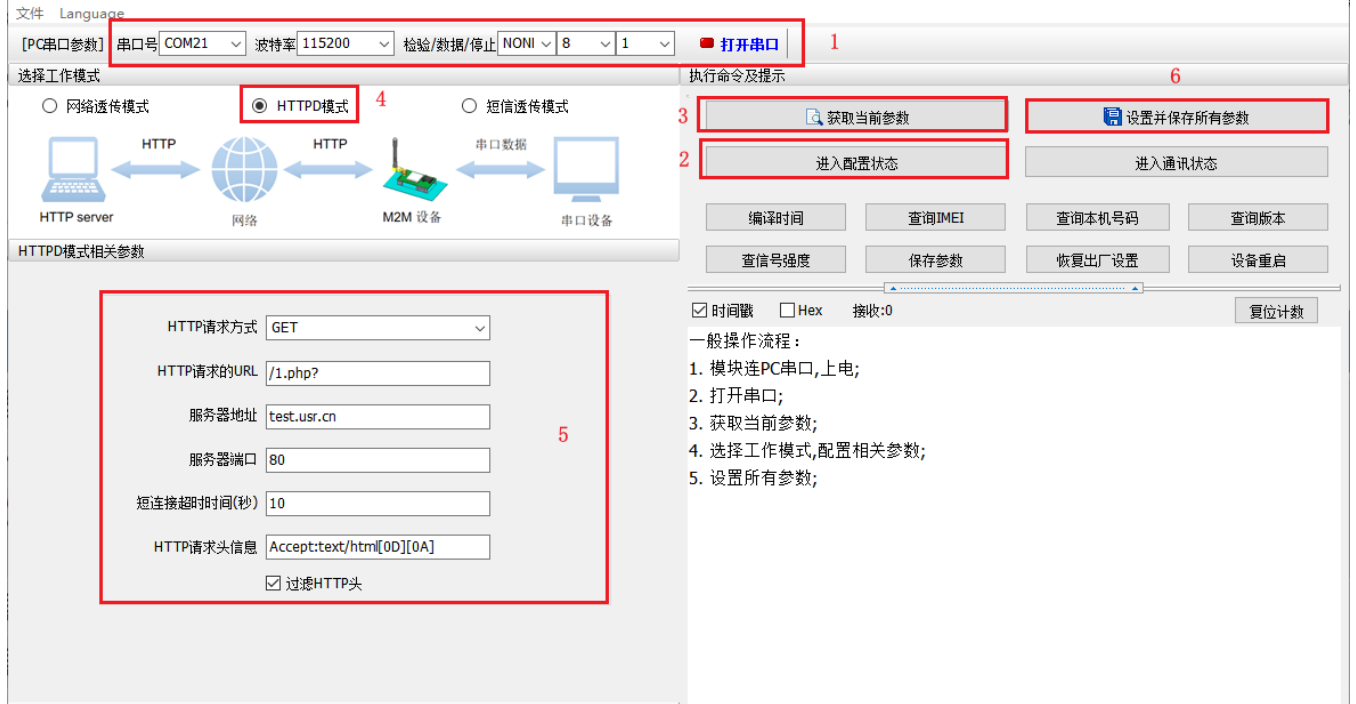 文件 Language
[PC串口参数] 串口号 COM21 波特率 115200 检验/数据/停止 NONI 8 1 打开串口 1
选择工作模式
网络透传模式 HTTPD模式 4 短信透传模式
HTTP HTTP 串口数据
HTTP server 网络 M2M 设备 串口设备
HTTPD模式相关参数
HTTP请求方式 GET
HTTP请求的URL /1.php?
服务器地址 test.usr.cn
服务器端口 80
短连接超时时间(秒) 10
HTTP请求头信息 Accept:text/html[0D][0A]
过滤HTTP头
5
执行命令及提示 6
3 获取当前参数 设置并保存所有参数
2 进入配置状态 进入通讯状态
编译时间 查询IMEI 查询本机号码 查询版本
查信号强度 保存参数 恢复出厂设置 设备重启
时间戳 Hex 接收:0 复位计数
一般操作流程：
1. 模块连PC串口,上电;
2. 打开串口;
3. 获取当前参数;
4. 选择工作模式,配置相关参数;
5. 设置所有参数;